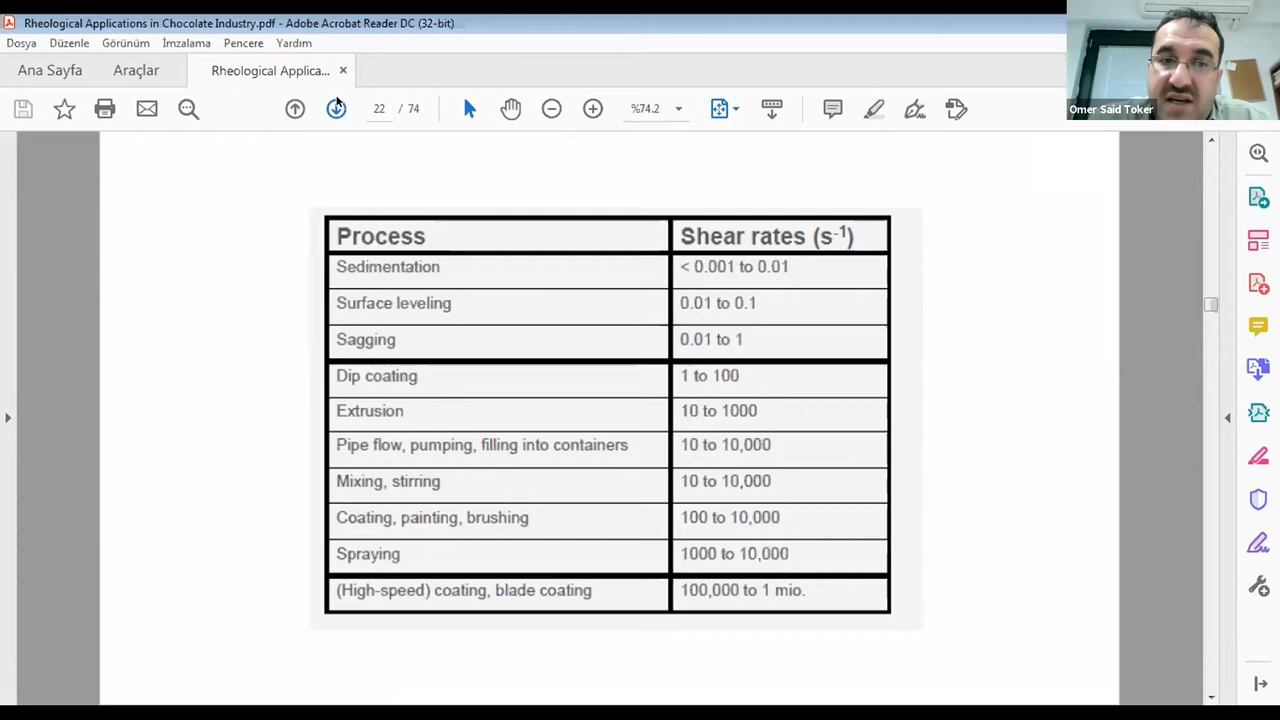 Rheological Applications in Chocolate Industry.pdf - Adobe Acrobat Reader DC (32-bit)
Dosya Düzenle Görünüm İmzalama Pencere Yardım
Ana Sayfa Araçlar Rheological Applica... ×
22 / 74 %74.2
Omer Said Toker
Process Shear rates (s-1)
Sedimentation < 0.001 to 0.01
Surface leveling 0.01 to 0.1
Sagging 0.01 to 1
Dip coating 1 to 100
Extrusion 10 to 1000
Pipe flow, pumping, filling into containers 10 to 10,000
Mixing, stirring 10 to 10,000
Coating, painting, brushing 100 to 10,000
Spraying 1000 to 10,000
(High-speed) coating, blade coating 100,000 to 1 mio.